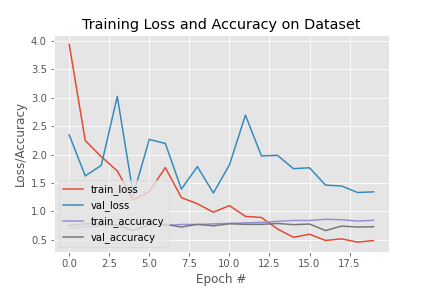 Training Loss and Accuracy on Dataset
Loss/Accuracy
4.0
3.5
3.0
2.5
2.0
1.5
1.0
0.5
train_loss
val_loss
train_accuracy
val_accuracy
0.0 2.5 5.0 7.5 10.0 12.5 15.0 17.5
Epoch #